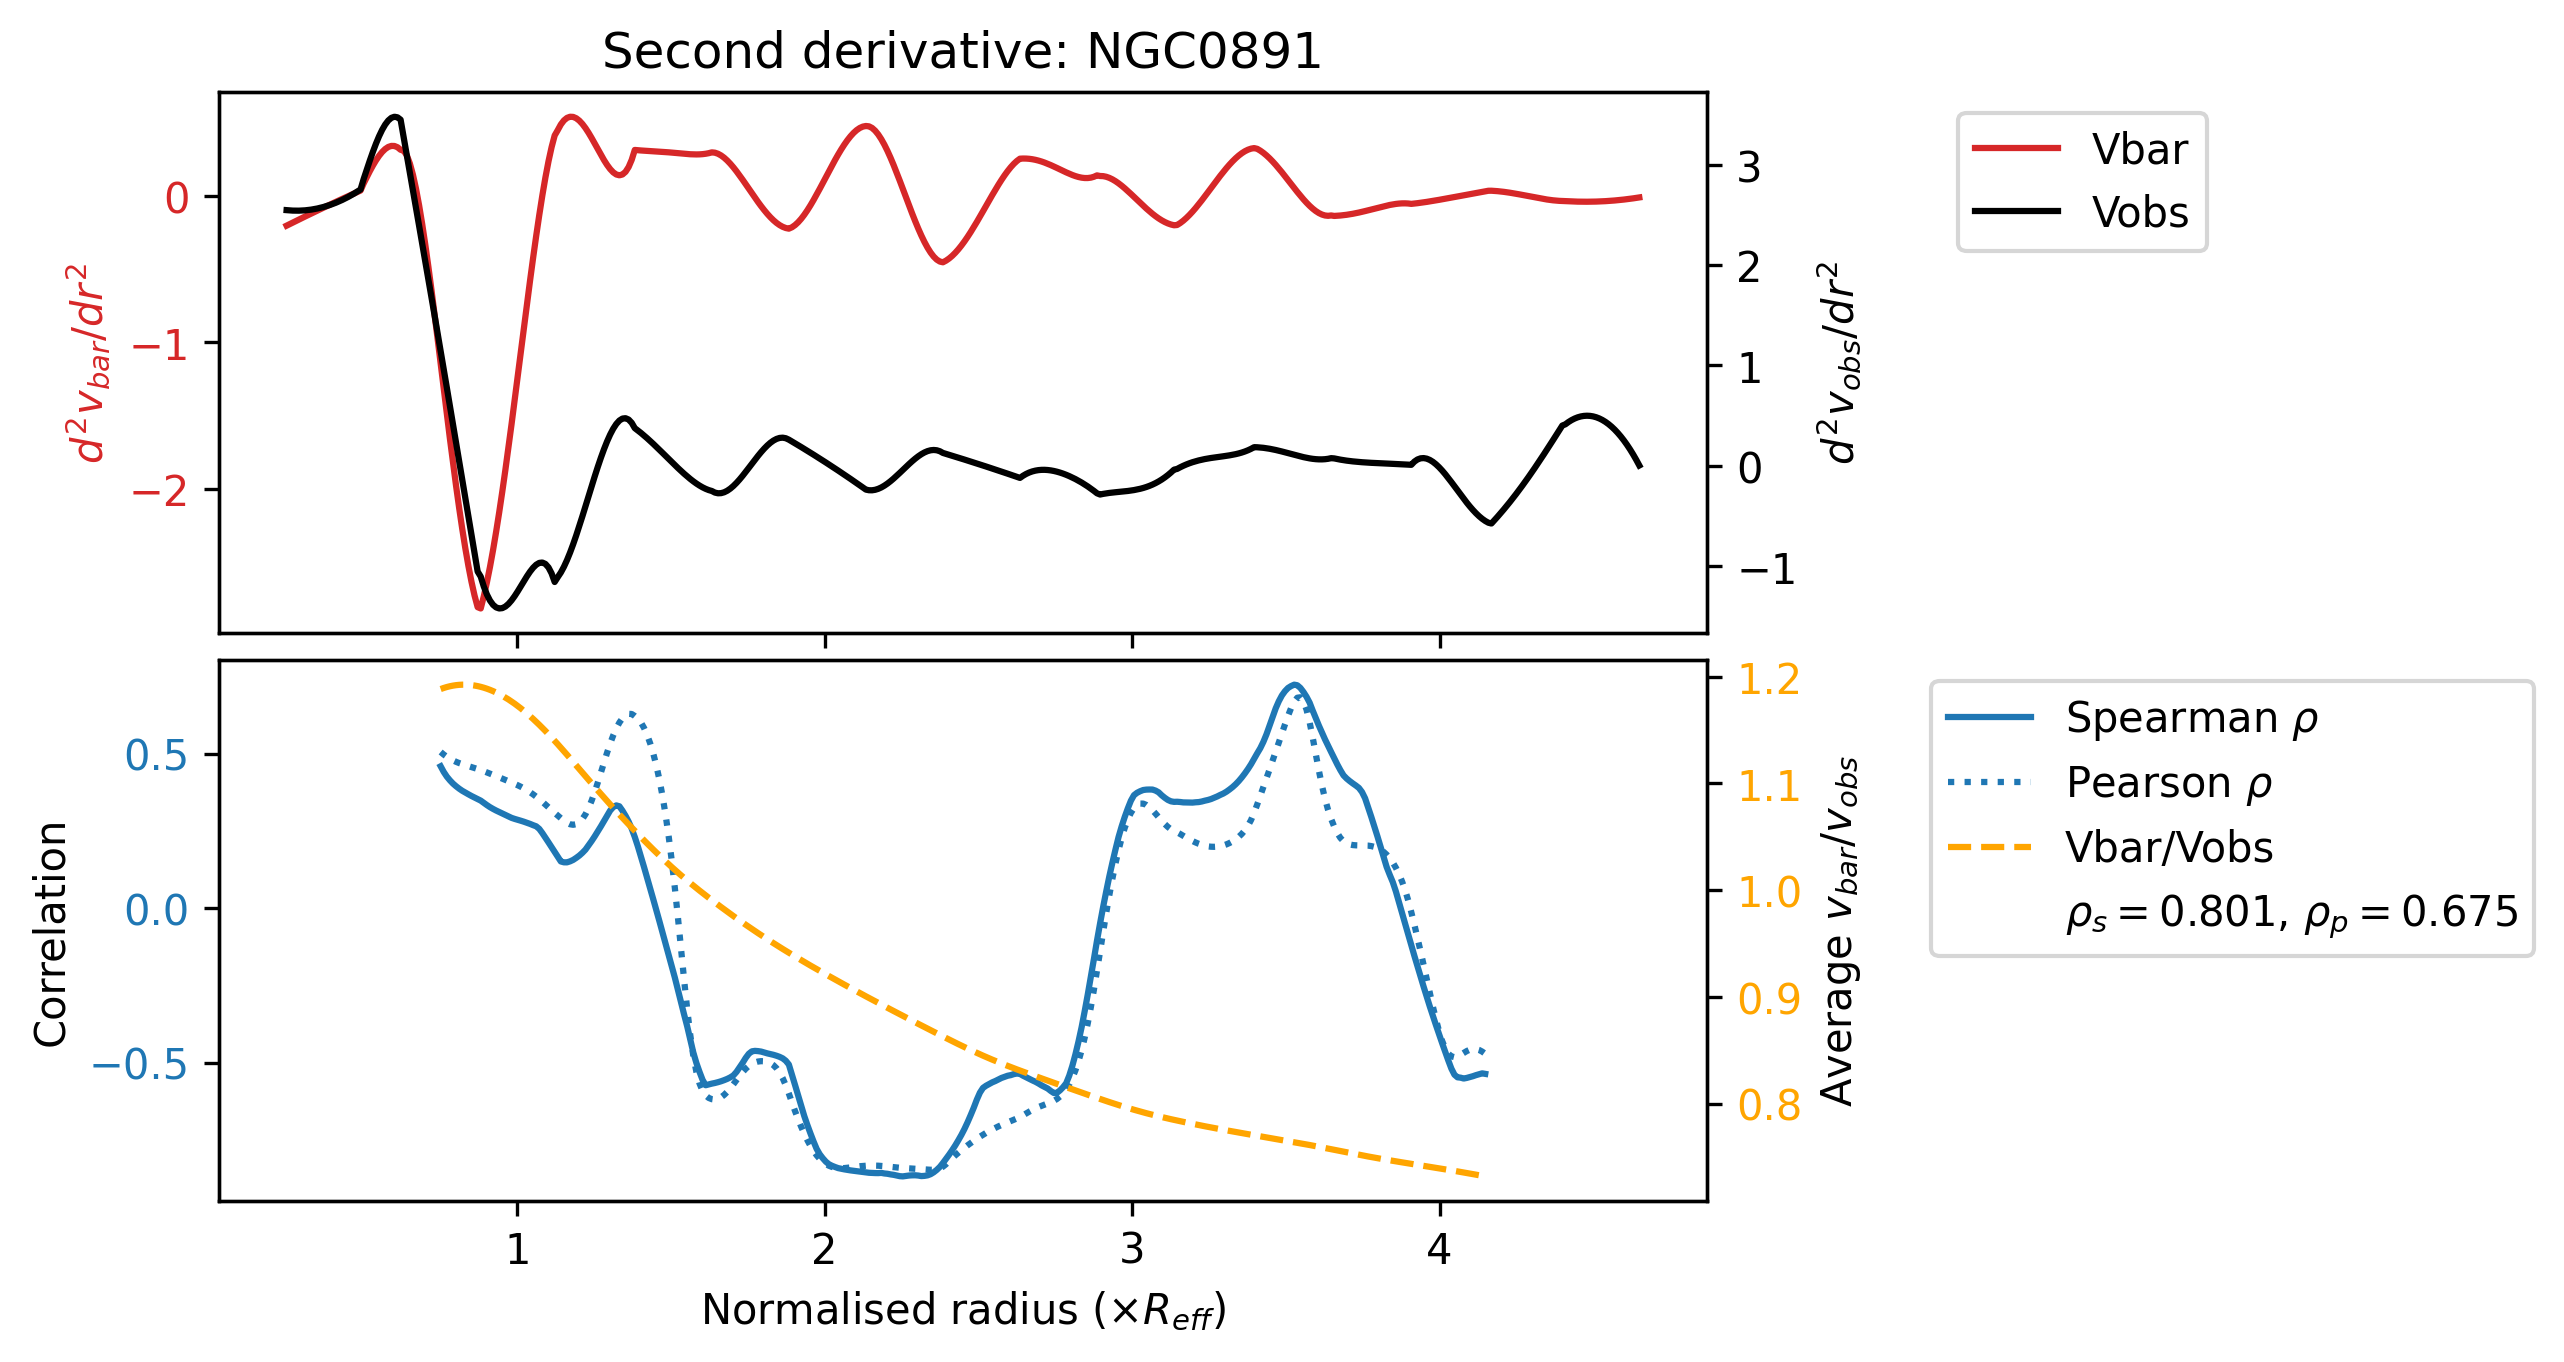 Second derivative: NGC0891
0
−1
−2
d²v_bar/dr²
3
2
1
0
−1
d²v_obs/dr²
Vbar
Vobs
0.5
0.0
−0.5
Correlation
1.2
1.1
1.0
0.9
0.8
Average v_bar/v_obs
Spearman ρ
Pearson ρ
Vbar/Vobs
ρ_s = 0.801, ρ_p = 0.675
1 2 3 4
Normalised radius (×R_eff)